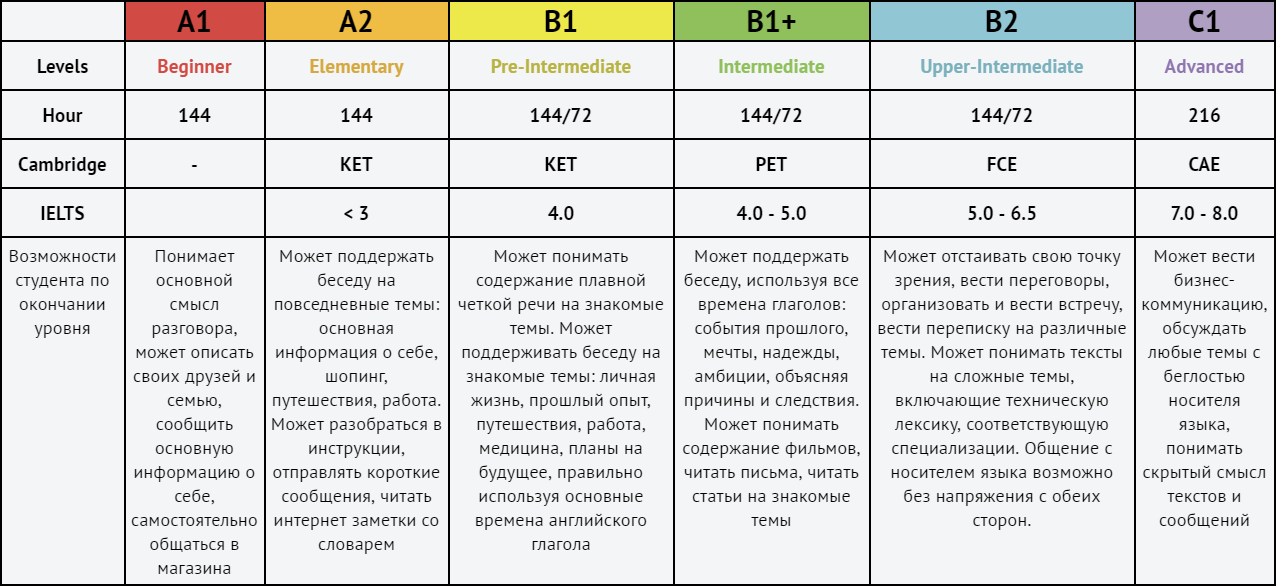 A1 A2 B1 B1+ B2 C1
Levels Beginner Elementary Pre-Intermediate Intermediate Upper-Intermediate Advanced
Hour 144 144 144/72 144/72 144/72 216
Cambridge - KET KET PET FCE CAE
IELTS < 3 4.0 4.0 - 5.0 5.0 - 6.5 7.0 - 8.0
Возможности
студента по
окончании
уровня
Понимает
основной
смысл
разговора,
может описать
своих друзей и
семью,
сообщить
основную
информацию о
себе,
самостоятельно
общаться в
магазина
Может поддержать
беседу на
повседневные темы:
основная
информация о себе,
шопинг,
путешествия, работа.
Может разобраться в
инструкции,
отправлять короткие
сообщения, читать
интернет заметки со
словарем
Может понимать
содержание плавной
четкой речи на знакомые
темы. Может
поддерживать беседу на
знакомые темы: личная
жизнь, прошлый опыт,
путешествия, работа,
медицина, планы на
будущее, правильно
используя основные
времена английского
глагола
Может поддержать
беседу, используя все
времена глаголов:
события прошлого,
мечты, надежды,
амбиции, объясняя
причины и следствия.
Может понимать
содержание фильмов,
читать письма, читать
статьи на знакомые
темы
Может отстаивать свою точку
зрения, вести переговоры,
организовать и вести встречу,
вести переписку на различные
темы. Может понимать тексты
на сложные темы,
включающие техническую
лексику, соответствующую
специализации. Общение с
носителем языка возможно
без напряжения с обеих
сторон.
Может вести
бизнес-
коммуникацию,
обсуждать
любые темы с
беглостью
носителя
языка,
понимать
скрытый смысл
текстов и
сообщений